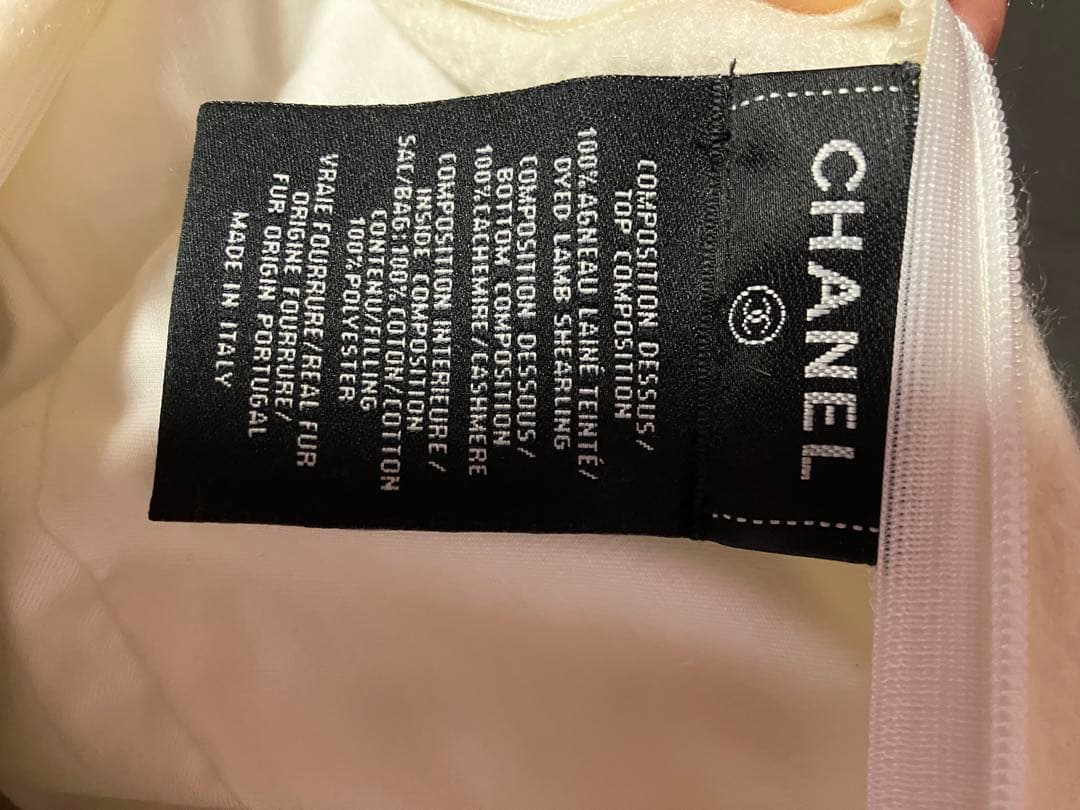 CHANEL
COMPOSITION DESSUS/
TOP COMPOSITION
100% AGNEAU LAINE TEINTÉ/
DYED LAMB SHEARLING
COMPOSITION DESSOUS/
BOTTOM COMPOSITION
100% CACHEMIRE/CASHMERE
COMPOSITION INTERIEURE/
INSIDE COMPOSITION
SAC/BAG:100% COTON/COTTON
CONTENU/FILLING
100% POLYESTER
VRAIE FOURRURE/REAL FUR
ORIGINE FOURRURE/
FUR ORIGIN PORTUGAL
MADE IN ITALY